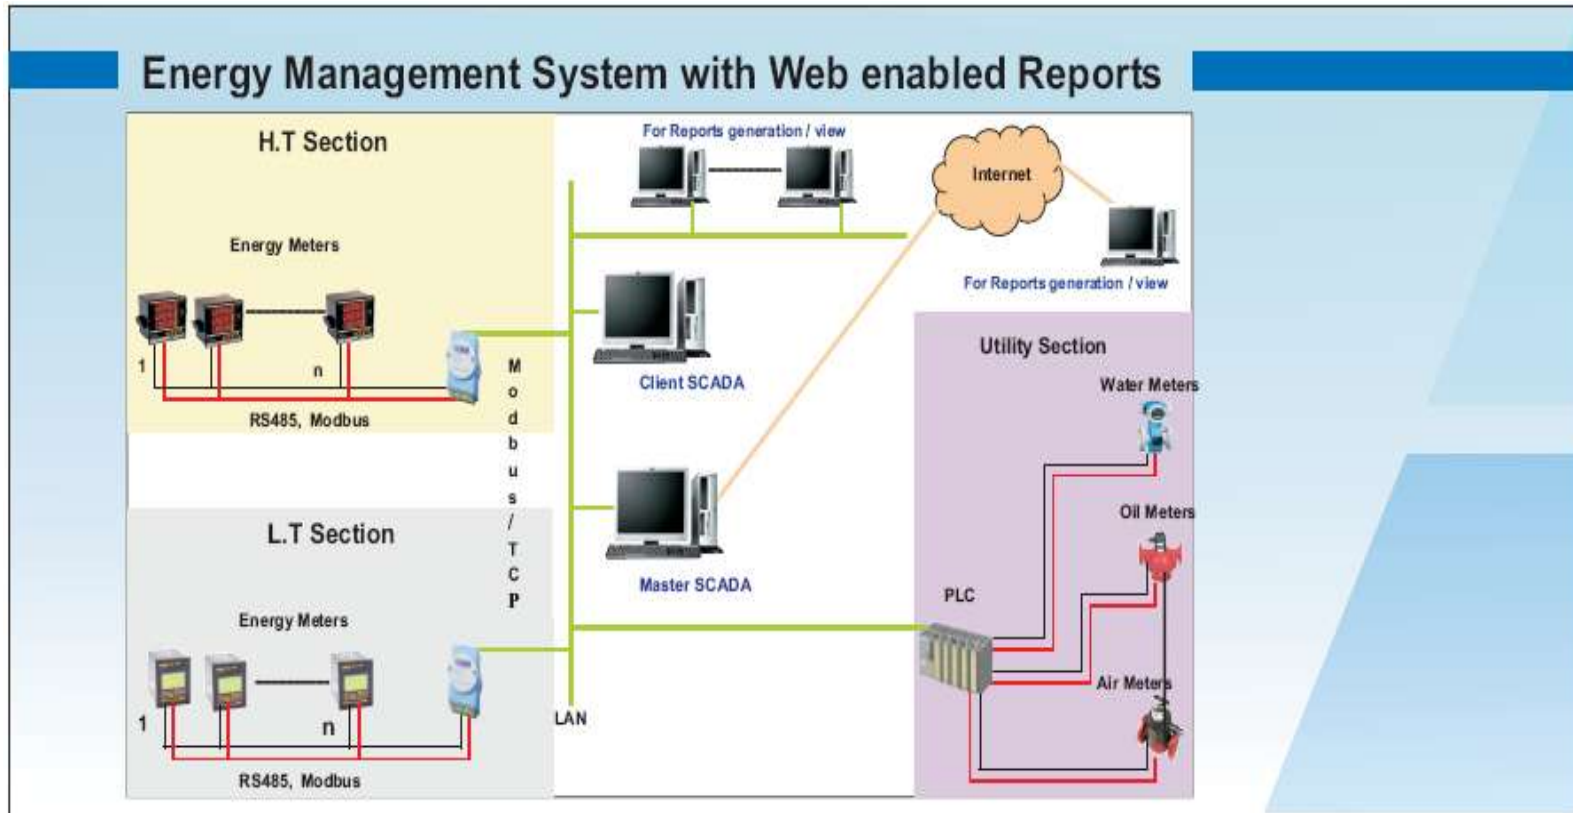 Energy Management System with Web enabled Reports
H.T Section
Energy Meters
1
n
RS485, Modbus
Modbus/TCP
L.T Section
Energy Meters
1
n
RS485, Modbus
For Reports generation / view
Client SCADA
Master SCADA
LAN
Internet
For Reports generation / view
Utility Section
Water Meters
Oil Meters
PLC
Air Meters